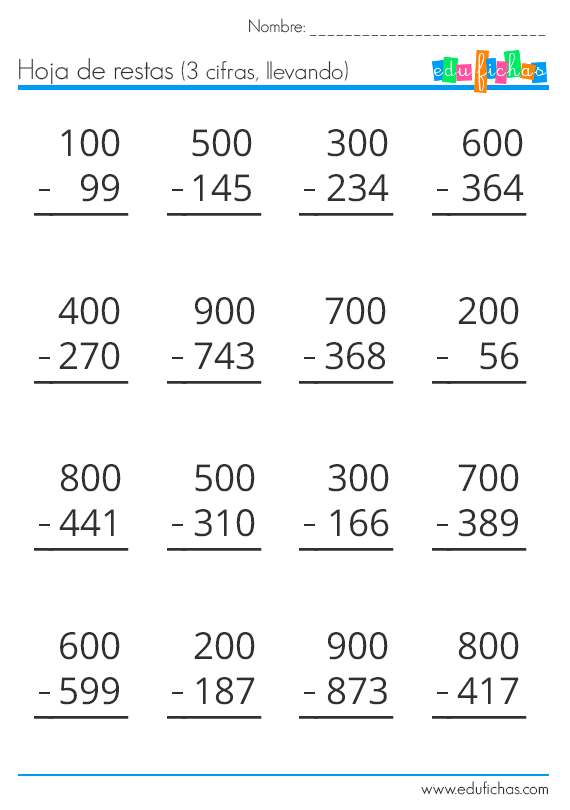 Nombre: ___________________________
Hoja de restas (3 cifras, llevando)
edufichas
100 500 300 600
- 99 - 145 - 234 - 364
400 900 700 200
- 270 - 743 - 368 - 56
800 500 300 700
- 441 - 310 - 166 - 389
600 200 900 800
- 599 - 187 - 873 - 417
www.edufichas.com